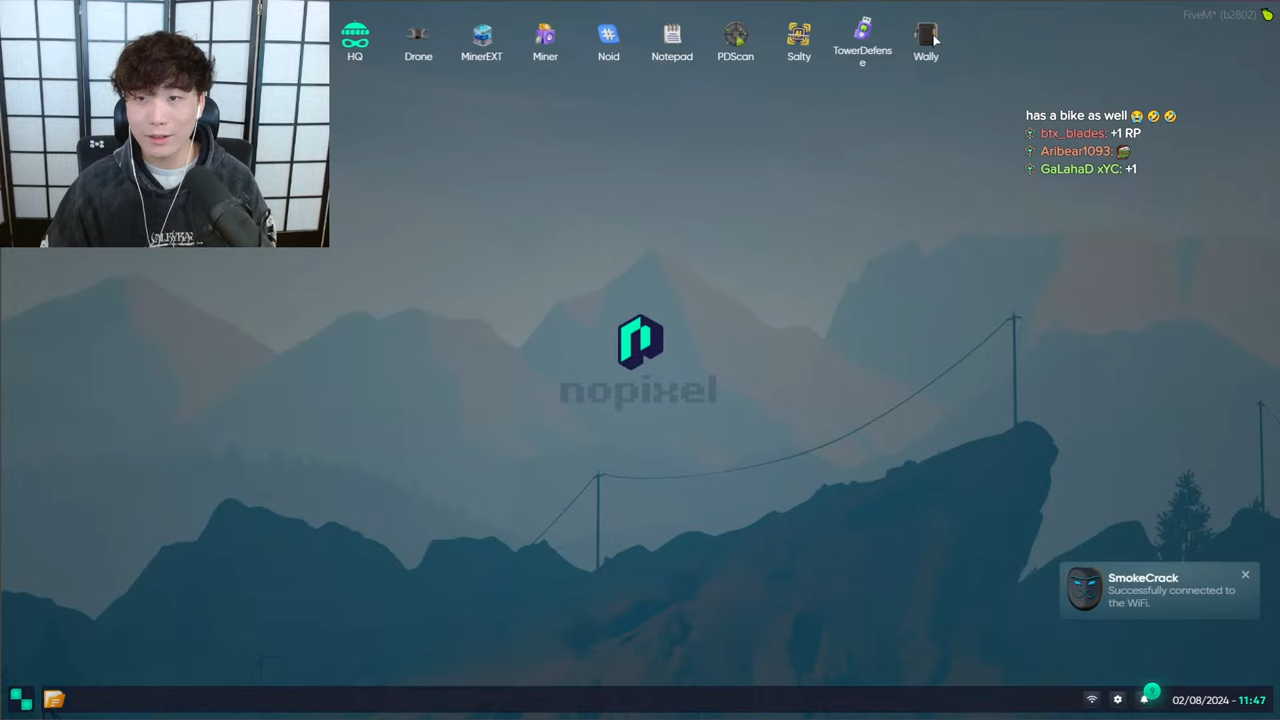 FiveM* (b2802)
HQ
Drone
MinerEXT
Miner
Noid
Notepad
PDScan
Salty
TowerDefens
e
Wally
has a bike as well 😭 🤣 🤣
btx_blades: +1 RP
Aribear1093:
GaLahaD xYC: +1
nopixel
SmokeCrack
Successfully connected to
the WiFi.
02/08/2024 - 11:47